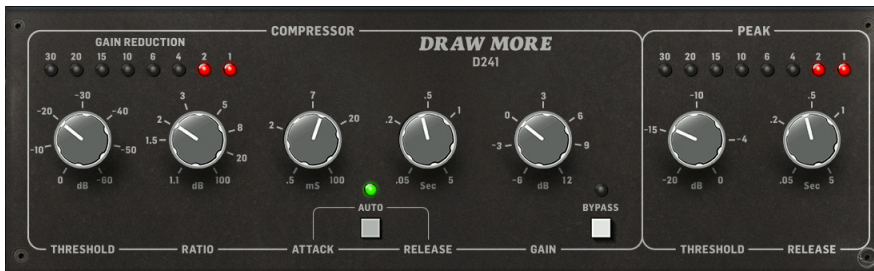 COMPRESSOR
PEAK
GAIN REDUCTION
DRAW MORE
D241
30 20 15 10 6 4 2 1
30 20 15 10 6 4 2 1
-30
-20 -40
-10 -50
0 dB -60
3
2 5
1.5 8
20
1.1 dB 100
7
2 20
.5 mS 100
.5
.2 1
.05 Sec 5
3
0 6
-3 9
-6 dB 12
-10
-15 -4
-20 dB 0
.5
.2 1
.05 Sec 5
AUTO
BYPASS
THRESHOLD RATIO ATTACK RELEASE GAIN
THRESHOLD RELEASE